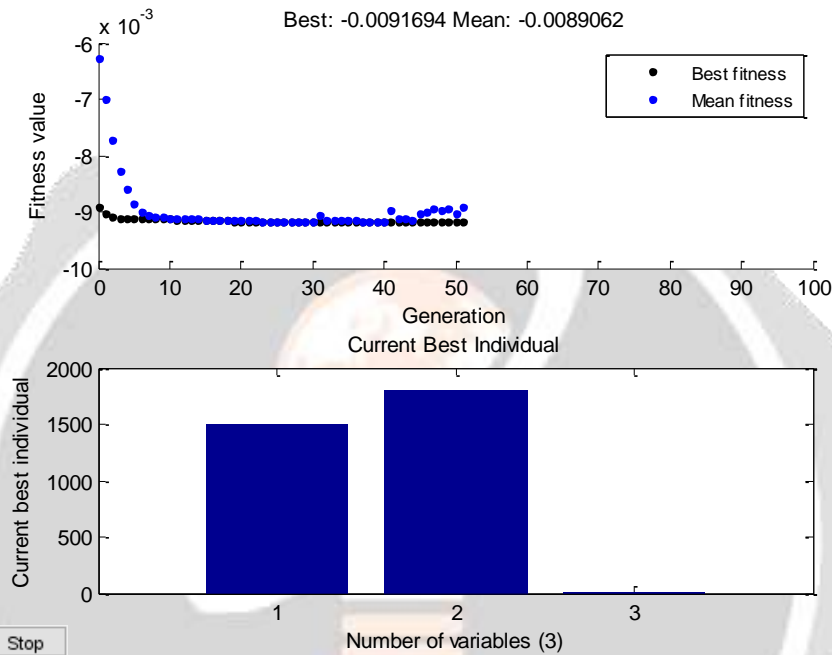 Best: -0.0091694 Mean: -0.0089062
x 10^-3
-6
-7
-8
-9
-10
Fitness value
Best fitness
Mean fitness
0 10 20 30 40 50 60 70 80 90 100
Generation
Current Best Individual
2000
1500
1000
500
0
Current best individual
1 2 3
Number of variables (3)
Stop